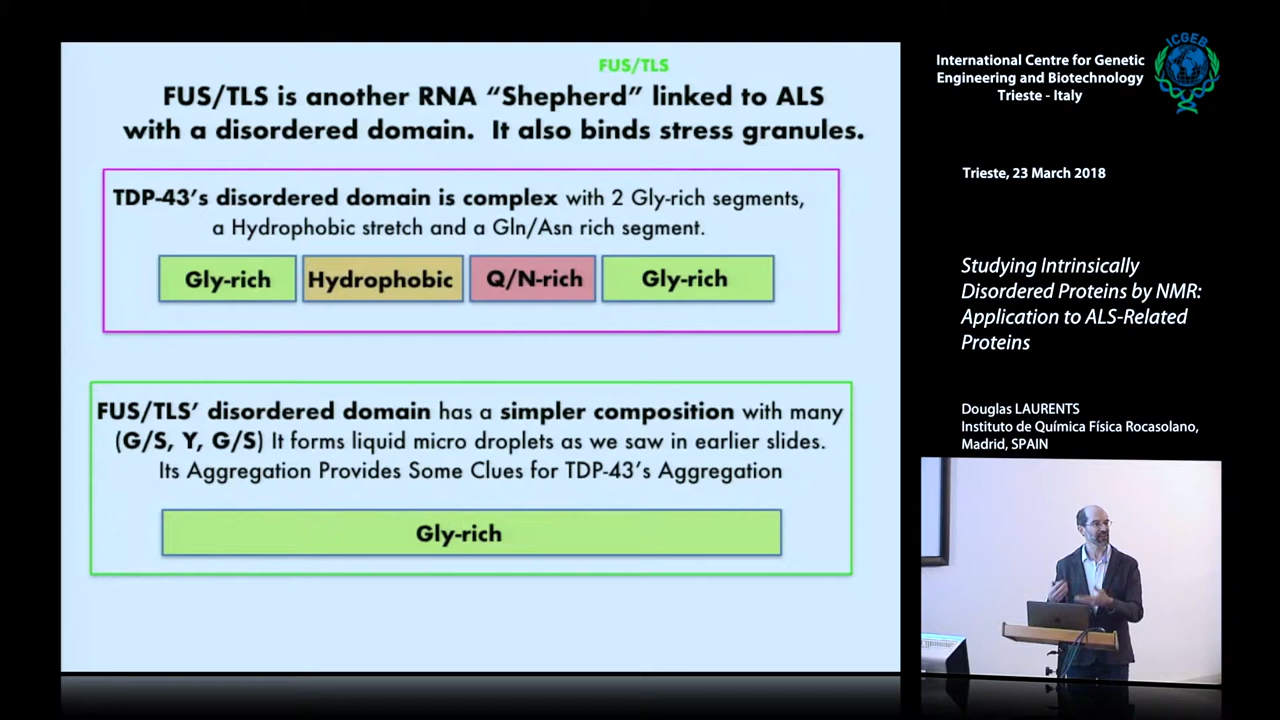 FUS/TLS
FUS/TLS is another RNA “Shepherd” linked to ALS
with a disordered domain. It also binds stress granules.
TDP-43’s disordered domain is complex with 2 Gly-rich segments,
a Hydrophobic stretch and a Gln/Asn rich segment.
Gly-rich
Hydrophobic
Q/N-rich
Gly-rich
FUS/TLS’ disordered domain has a simpler composition with many
(G/S, Y, G/S) It forms liquid micro droplets as we saw in earlier slides.
Its Aggregation Provides Some Clues for TDP-43’s Aggregation
Gly-rich
International Centre for Genetic
Engineering and Biotechnology
Trieste - Italy
ICGEB
Trieste, 23 March 2018
Studying Intrinsically
Disordered Proteins by NMR:
Application to ALS-Related
Proteins
Douglas LAURENTS
Instituto de Química Física Rocasolano,
Madrid, SPAIN